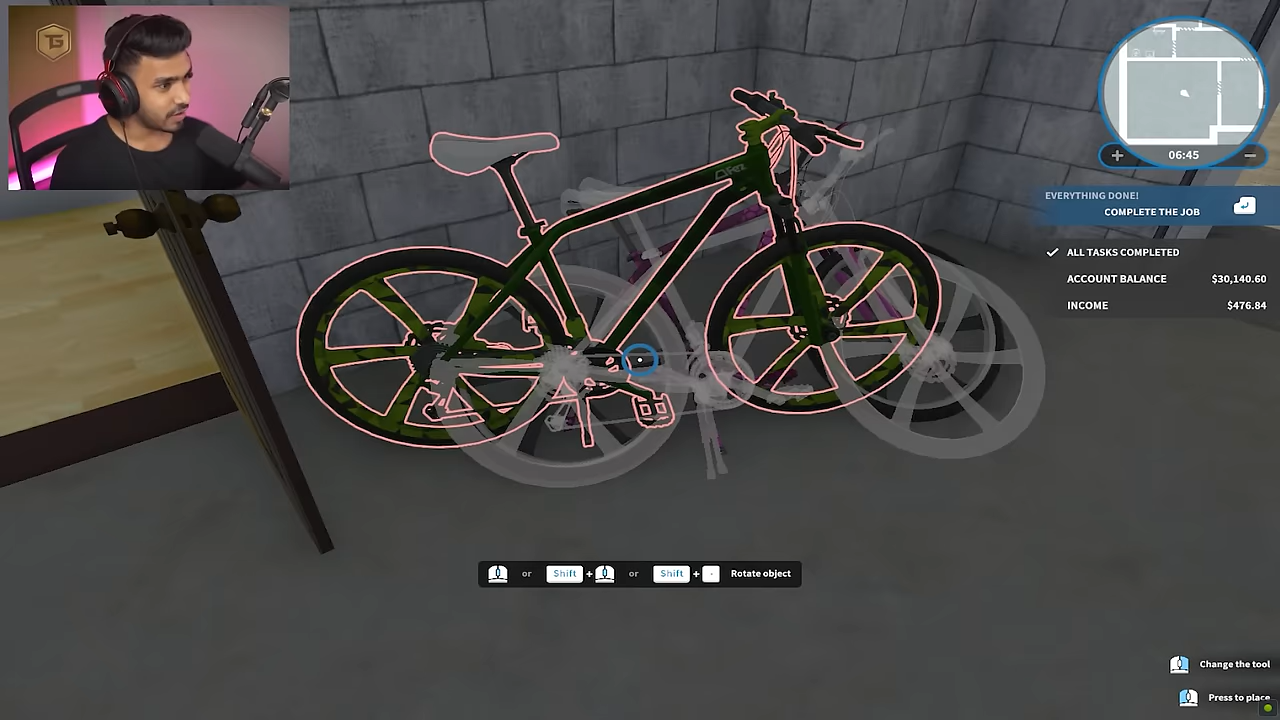 TS
06:45
EVERYTHING DONE!
COMPLETE THE JOB
ALL TASKS COMPLETED
ACCOUNT BALANCE $30,140.60
INCOME $476.84
or Shift + or Shift + Rotate object
Change the tool
Press to place